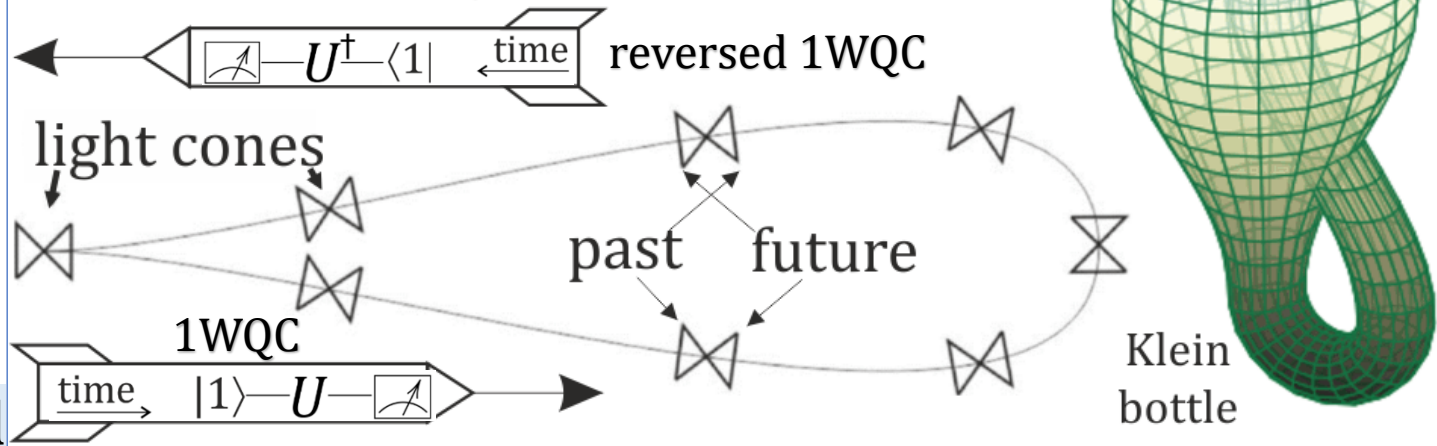 U† ⟨1| time
reversed 1WQC
light cones
past future
1WQC
time |1⟩ U
Klein
bottle